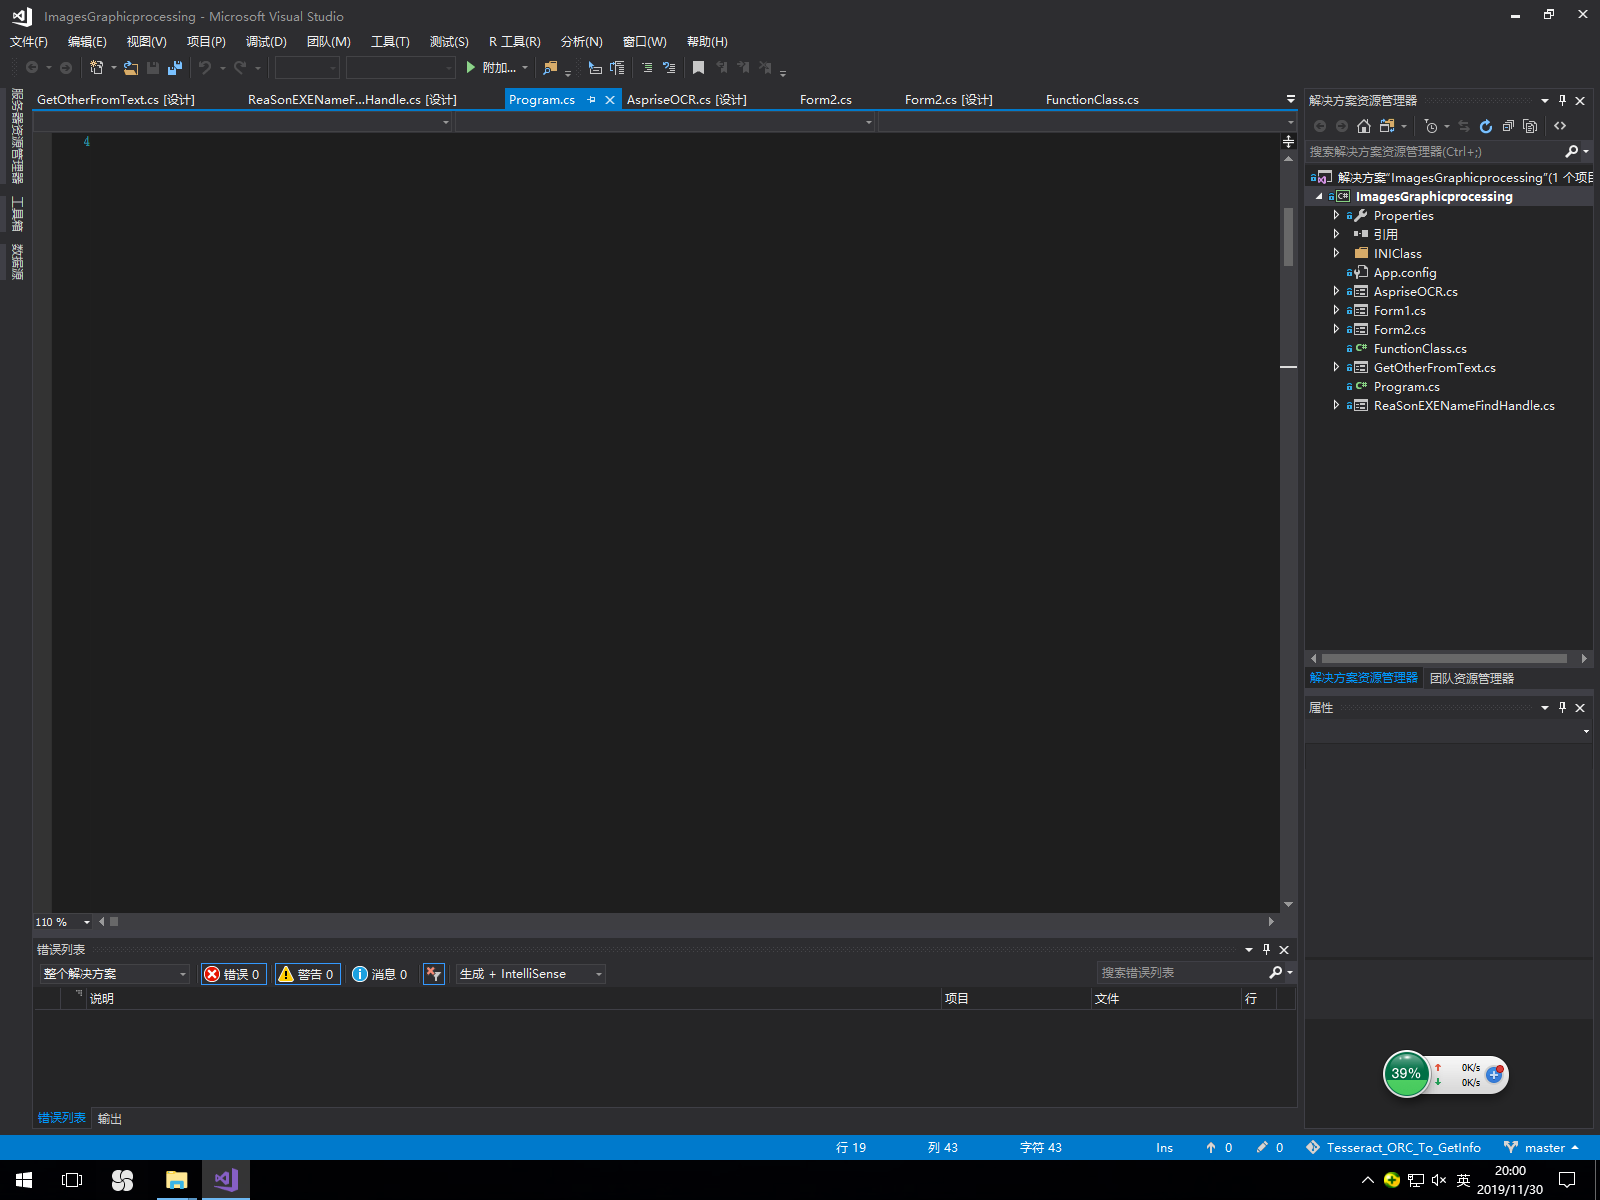 ImagesGraphicprocessing - Microsoft Visual Studio
文件(F) 编辑(E) 视图(V) 项目(P) 调试(D) 团队(M) 工具(T) 测试(S) R 工具(R) 分析(N) 窗口(W) 帮助(H)
附加...
服务器资源管理器
工具箱
数据源
GetOtherFromText.cs [设计] ReaSonEXENameF...Handle.cs [设计] Program.cs AspriseOCR.cs [设计] Form2.cs Form2.cs [设计] FunctionClass.cs
4
110 %
解决方案资源管理器
搜索解决方案资源管理器(Ctrl+;)
解决方案"ImagesGraphicprocessing"(1 个项目
ImagesGraphicprocessing
Properties
引用
INIClass
App.config
AspriseOCR.cs
Form1.cs
Form2.cs
FunctionClass.cs
GetOtherFromText.cs
Program.cs
ReaSonEXENameFindHandle.cs
解决方案资源管理器 团队资源管理器
属性
错误列表
整个解决方案 错误 0 警告 0 消息 0 生成 + IntelliSense 搜索错误列表
说明 项目 文件 行
错误列表 输出
39% 0K/s
0K/s
行 19 列 43 字符 43 Ins 0 0 Tesseract_ORC_To_GetInfo master
英 20:00
2019/11/30